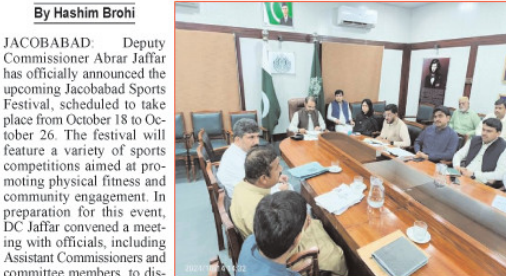 By Hashim Brohi
JACOBABAD: Deputy
Commissioner Abrar Jaffar
has officially announced the
upcoming Jacobabad Sports
Festival, scheduled to take
place from October 18 to Oc-
tober 26. The festival will
feature a variety of sports
competitions aimed at pro-
moting physical fitness and
community engagement. In
preparation for this event,
DC Jaffar convened a meet-
ing with officials, including
Assistant Commissioners and
committee members, to dis-